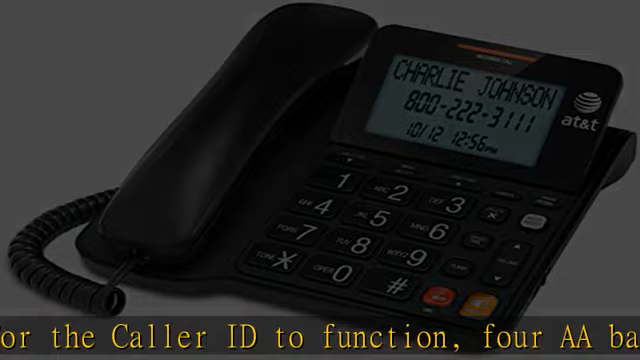 CHARLIE JOHNSON
800-222-3111
10/12 12:56PM
at&t
1
ABC 2
DEF 3
GHI 4
JKL 5
MNO 6
PQRS 7
TUV 8
WXYZ 9
TONE *
OPER 0
#
or the Caller ID to function, four AA ba